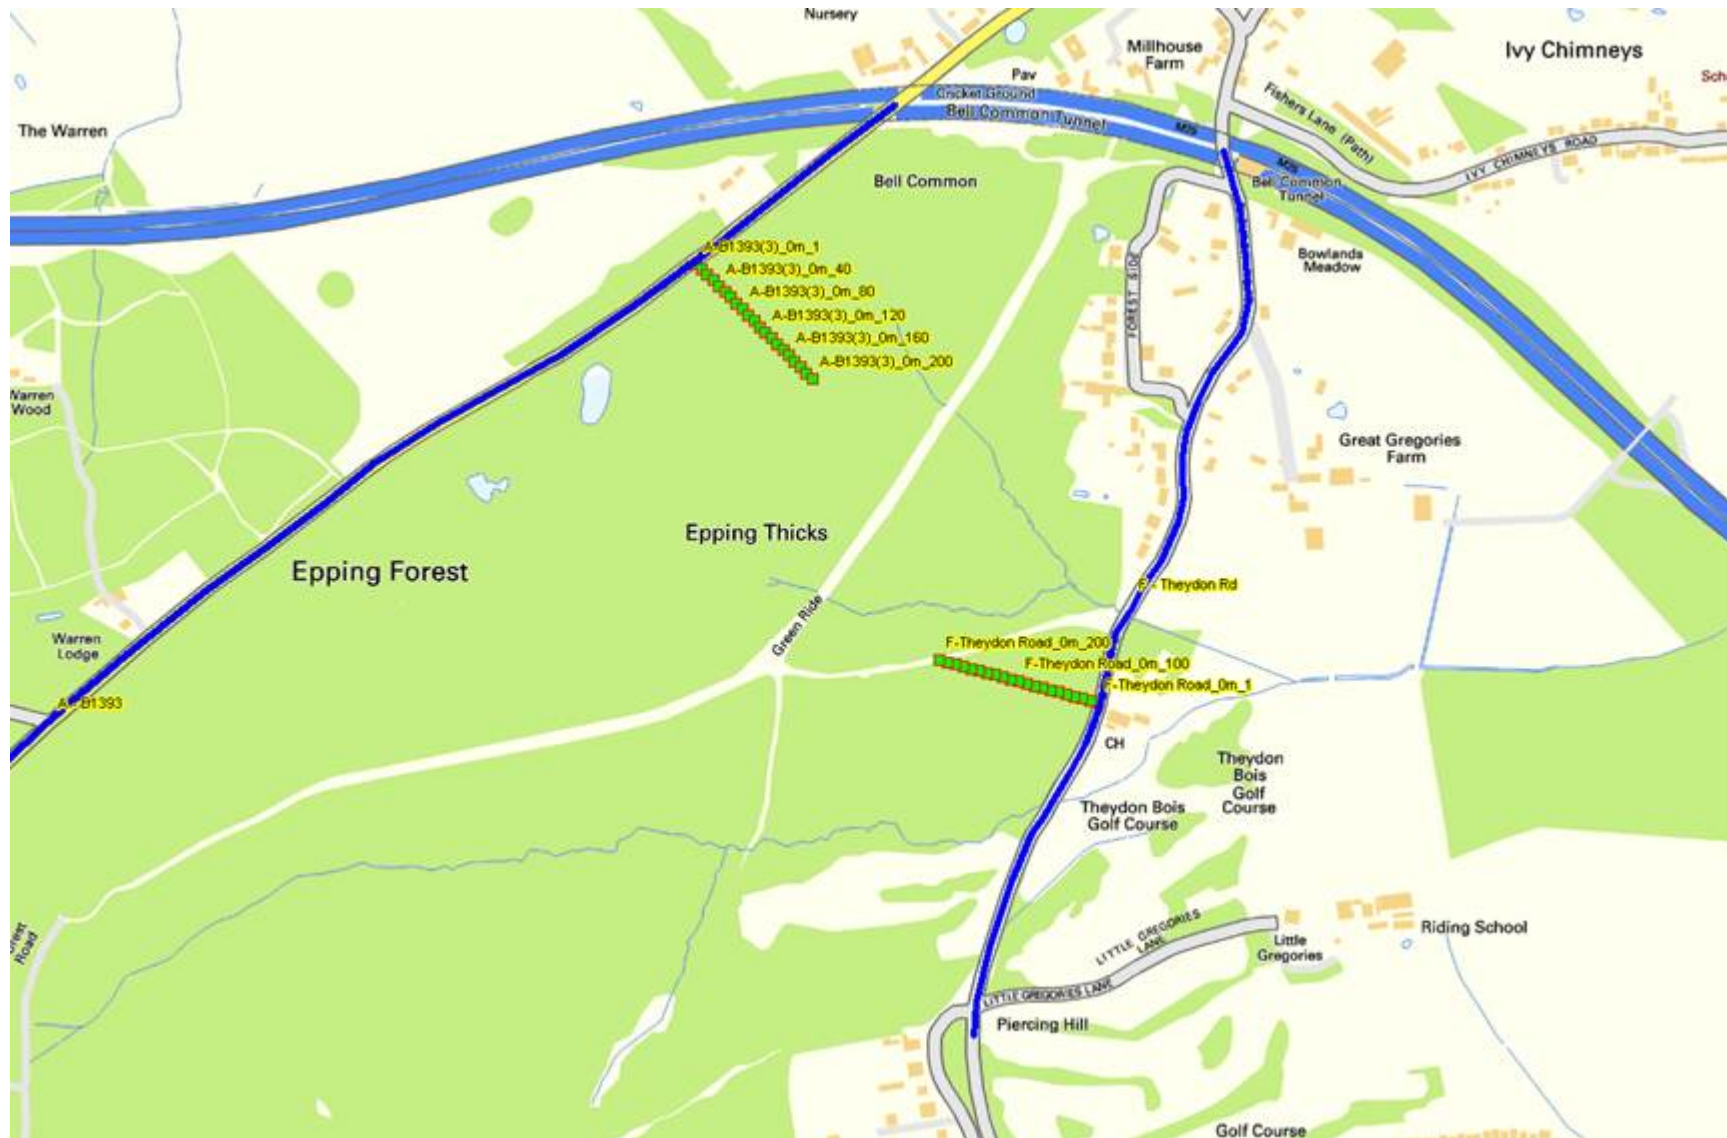 Nursery
Millhouse
Farm
Ivy Chimneys
Pav
Cricket Ground
Bell Common Tunnel
M25
Fishers Lane (Path)
IVY CHIMNEYS ROAD
The Warren
Bell Common
M25
Bell Common
Tunnel
A-B1393(3)_0m_1
A-B1393(3)_0m_40
A-B1393(3)_0m_80
A-B1393(3)_0m_120
A-B1393(3)_0m_160
A-B1393(3)_0m_200
FOREST SIDE
Bowlands
Meadow
Warren
Wood
Great Gregories
Farm
Epping Thicks
Epping Forest
E - Theydon Rd
Green Ride
Warren
Lodge
F-Theydon Road_0m_200
F-Theydon Road_0m_100
F-Theydon Road_0m_1
A - B1393
CH
Theydon
Bois
Golf
Course
Theydon Bois
Golf Course
Road
LITTLE GREGORIES
LANE
Little
Gregories
Riding School
LITTLE GREGORIES LANE
Piercing Hill
Golf Course